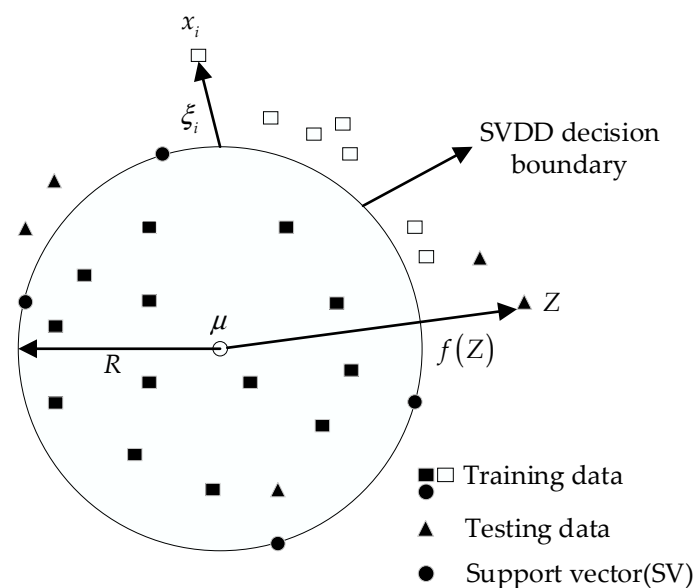 x_i
ξ_i
SVDD decision
boundary
Z
μ
f(Z)
R
Training data
Testing data
Support vector(SV)